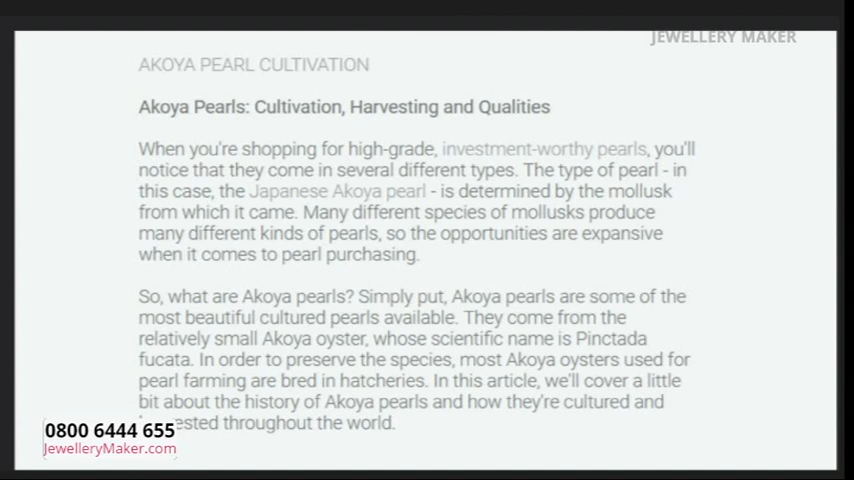 JEWELLERY MAKER
AKOYA PEARL CULTIVATION
Akoya Pearls: Cultivation, Harvesting and Qualities
When you're shopping for high-grade, investment-worthy pearls, you'll
notice that they come in several different types. The type of pearl - in
this case, the Japanese Akoya pearl - is determined by the mollusk
from which it came. Many different species of mollusks produce
many different kinds of pearls, so the opportunities are expansive
when it comes to pearl purchasing.
So, what are Akoya pearls? Simply put, Akoya pearls are some of the
most beautiful cultured pearls available. They come from the
relatively small Akoya oyster, whose scientific name is Pinctada
fucata. In order to preserve the species, most Akoya oysters used for
pearl farming are bred in hatcheries. In this article, we'll cover a little
bit about the history of Akoya pearls and how they're cultured and
throughout the world.
0800 6444 655
JewelleryMaker.com